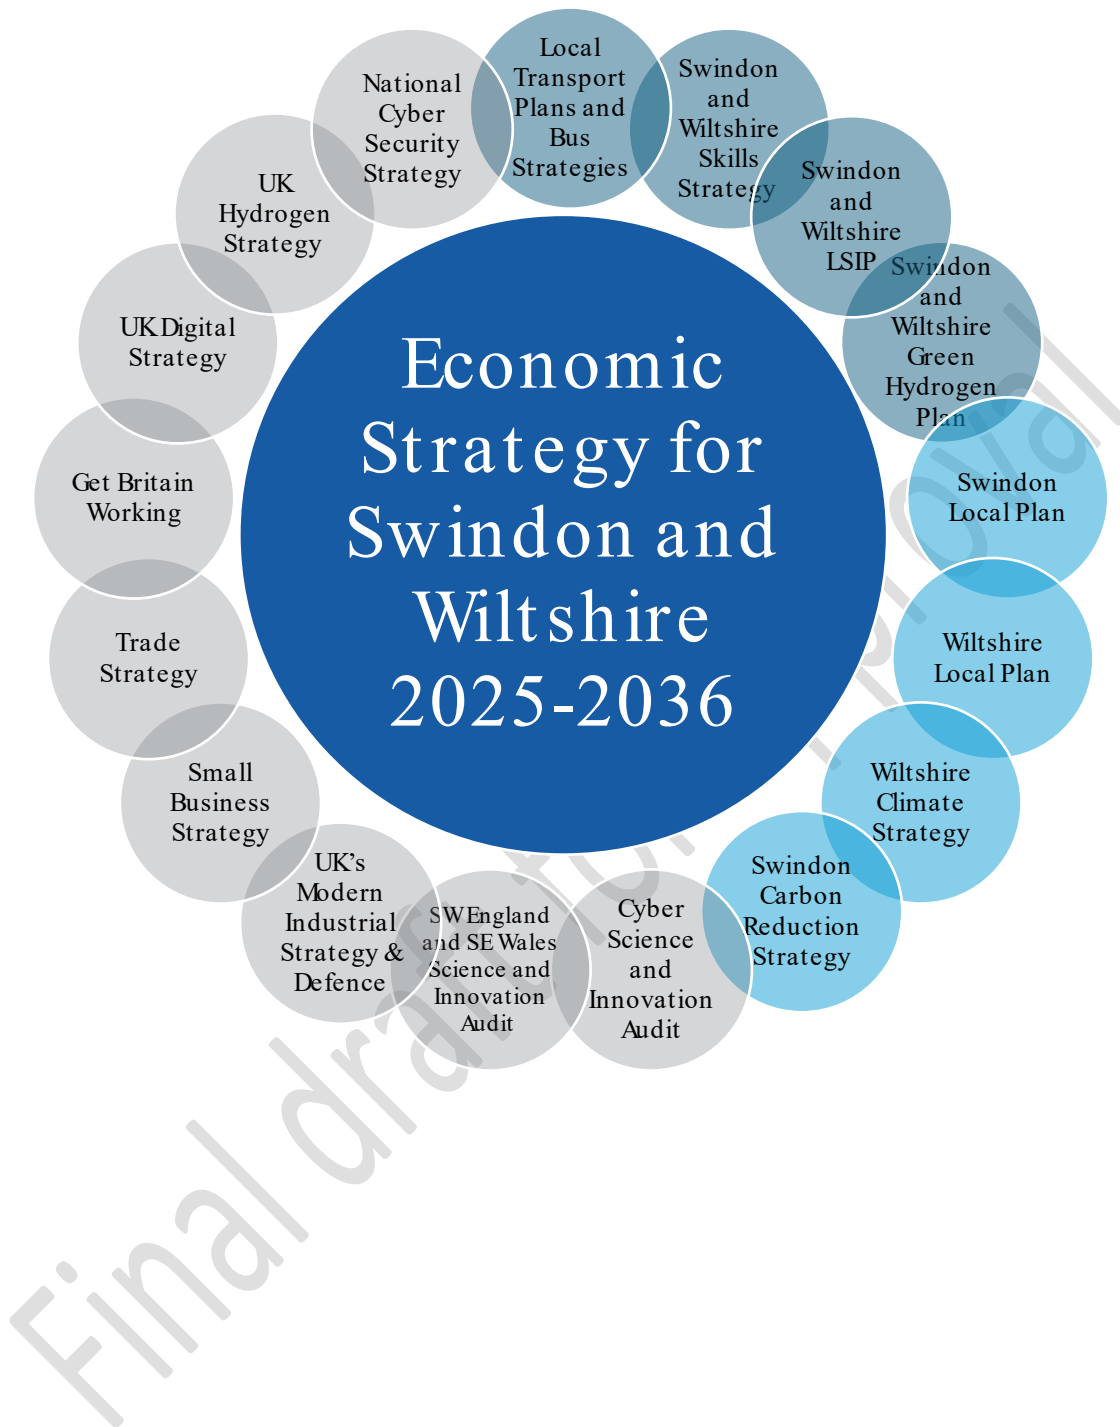 Economic
Strategy for
Swindon and
Wiltshire
2025-2036
Local
Transport
Plans and
Bus
Strategies
Swindon
and
Wiltshire
Skills
Strategy
Swindon
and
Wiltshire
LSIP
Swindon
and
Wiltshire
Green
Hydrogen
Plan
Swindon
Local Plan
Wiltshire
Local Plan
Wiltshire
Climate
Strategy
Swindon
Carbon
Reduction
Strategy
Cyber
Science
and
Innovation
Audit
SW England
and SE Wales
Science and
Innovation
Audit
UK's
Modern
Industrial
Strategy &
Defence
Small
Business
Strategy
Trade
Strategy
Get Britain
Working
UK Digital
Strategy
UK
Hydrogen
Strategy
National
Cyber
Security
Strategy
Final draft for